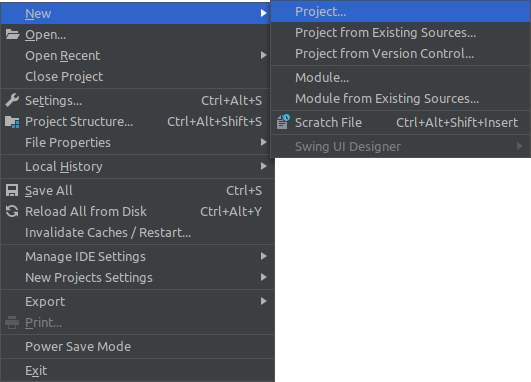 New
Open...
Open Recent
Close Project
Settings... Ctrl+Alt+S
Project Structure... Ctrl+Alt+Shift+S
File Properties
Local History
Save All Ctrl+S
Reload All from Disk Ctrl+Alt+Y
Invalidate Caches / Restart...
Manage IDE Settings
New Projects Settings
Export
Print...
Power Save Mode
Exit
Project...
Project from Existing Sources...
Project from Version Control...
Module...
Module from Existing Sources...
Scratch File Ctrl+Alt+Shift+Insert
Swing UI Designer